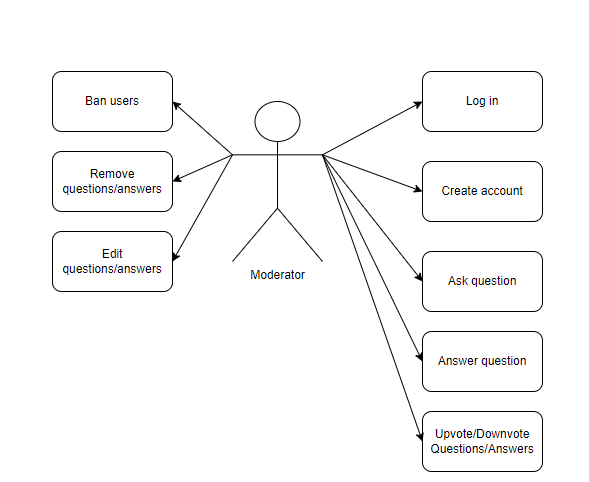 Ban users
Remove
questions/answers
Edit
questions/answers
Moderator
Log in
Create account
Ask question
Answer question
Upvote/Downvote
Questions/Answers